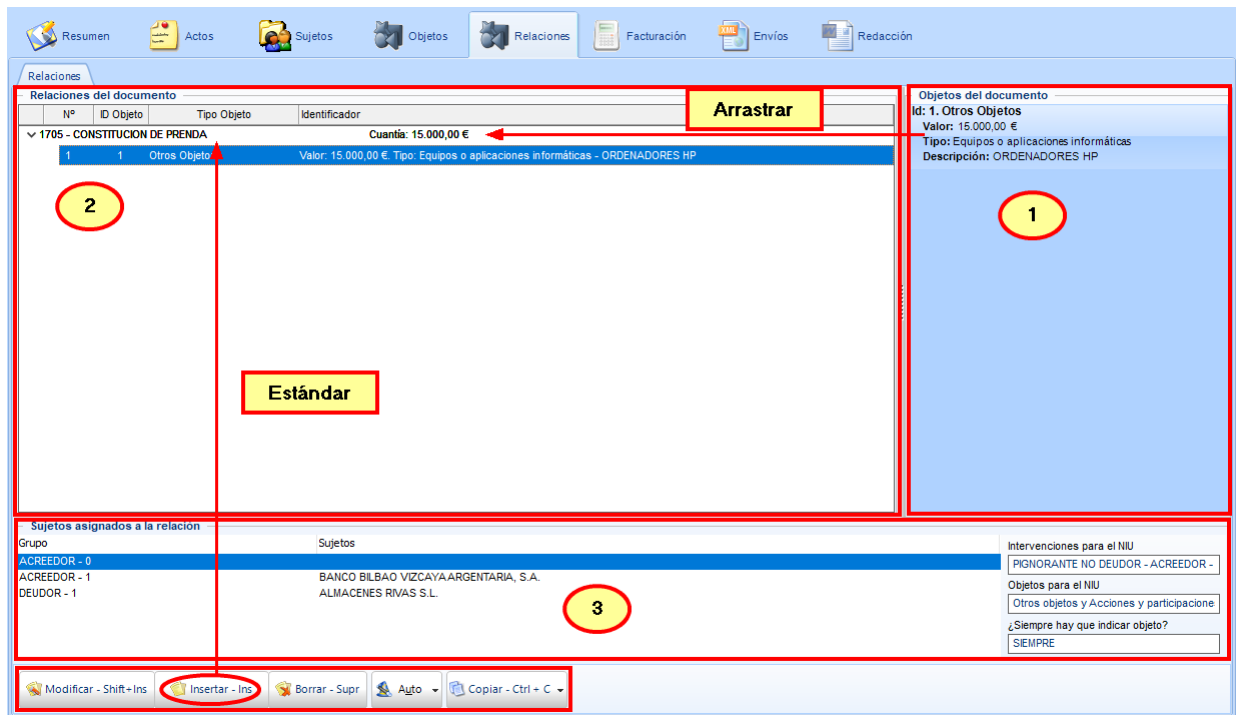 Resumen Actos Sujetos Objetos Relaciones Facturación Envíos Redacción
Relaciones
Relaciones del documento
Nº ID Objeto Tipo Objeto Identificador
1705 - CONSTITUCION DE PRENDA Cuantía: 15.000,00 €
1 1 Otros Objetos Valor: 15.000,00 €. Tipo: Equipos o aplicaciones informáticas - ORDENADORES HP
Arrastrar
2
Estándar
Objetos del documento
Id: 1. Otros Objetos
Valor: 15.000,00 €
Tipo: Equipos o aplicaciones informáticas
Descripción: ORDENADORES HP
1
Sujetos asignados a la relación
Grupo Sujetos
ACREEDOR - 0
ACREEDOR - 1 BANCO BILBAO VIZCAYA ARGENTARIA, S.A.
DEUDOR - 1 ALMACENES RIVAS S.L.
3
Intervenciones para el NIU
PIGNORANTE NO DEUDOR - ACREEDOR -
Objetos para el NIU
Otros objetos y Acciones y participacione
¿Siempre hay que indicar objeto?
SIEMPRE
Modificar - Shift+Ins Insertar - Ins Borrar - Supr Auto Copiar - Ctrl + C